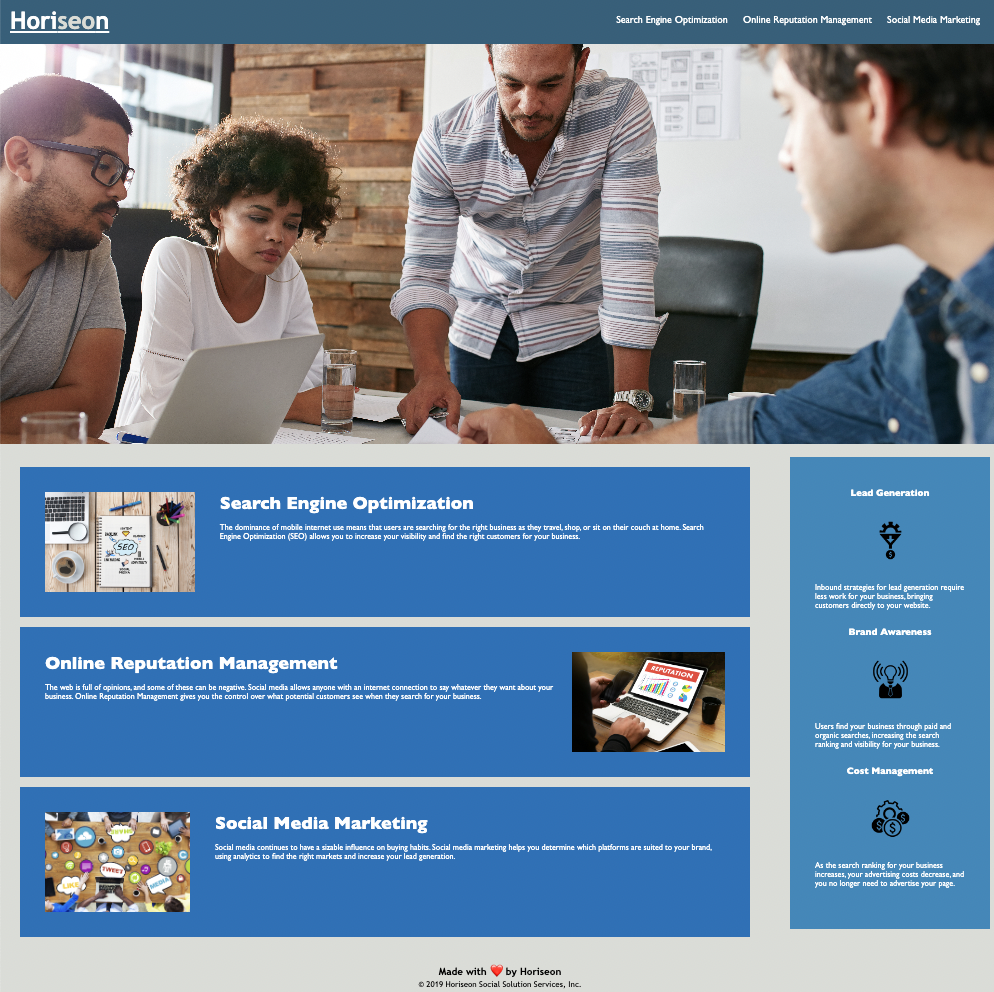 Horiseon
Search Engine Optimization
Online Reputation Management
Social Media Marketing
SEO
Search Engine Optimization
The dominance of mobile internet use means that users are searching for the right business as they travel, shop, or sit on their couch at home. Search
Engine Optimization (SEO) allows you to increase your visibility and find the right customers for your business.
Online Reputation Management
The web is full of opinions, and some of these can be negative. Social media allows anyone with an internet connection to say whatever they want about your
business. Online Reputation Management gives you the control over what potential customers see when they search for your business.
REPUTATION
LIKE
TWEET
MEDIA
Social Media Marketing
Social media continues to have a sizable influence on buying habits. Social media marketing helps you determine which platforms are suited to your brand,
using analytics to find the right markets and increase your lead generation.
Lead Generation
$
Inbound strategies for lead generation require
less work for your business, bringing
customers directly to your website.
Brand Awareness
Users find your business through paid and
organic searches, increasing the search
ranking and visibility for your business.
Cost Management
$ $ $
As the search ranking for your business
increases, your advertising costs decrease, and
you no longer need to advertise your page.
Made with ❤️ by Horiseon
© 2019 Horiseon Social Solution Services, Inc.